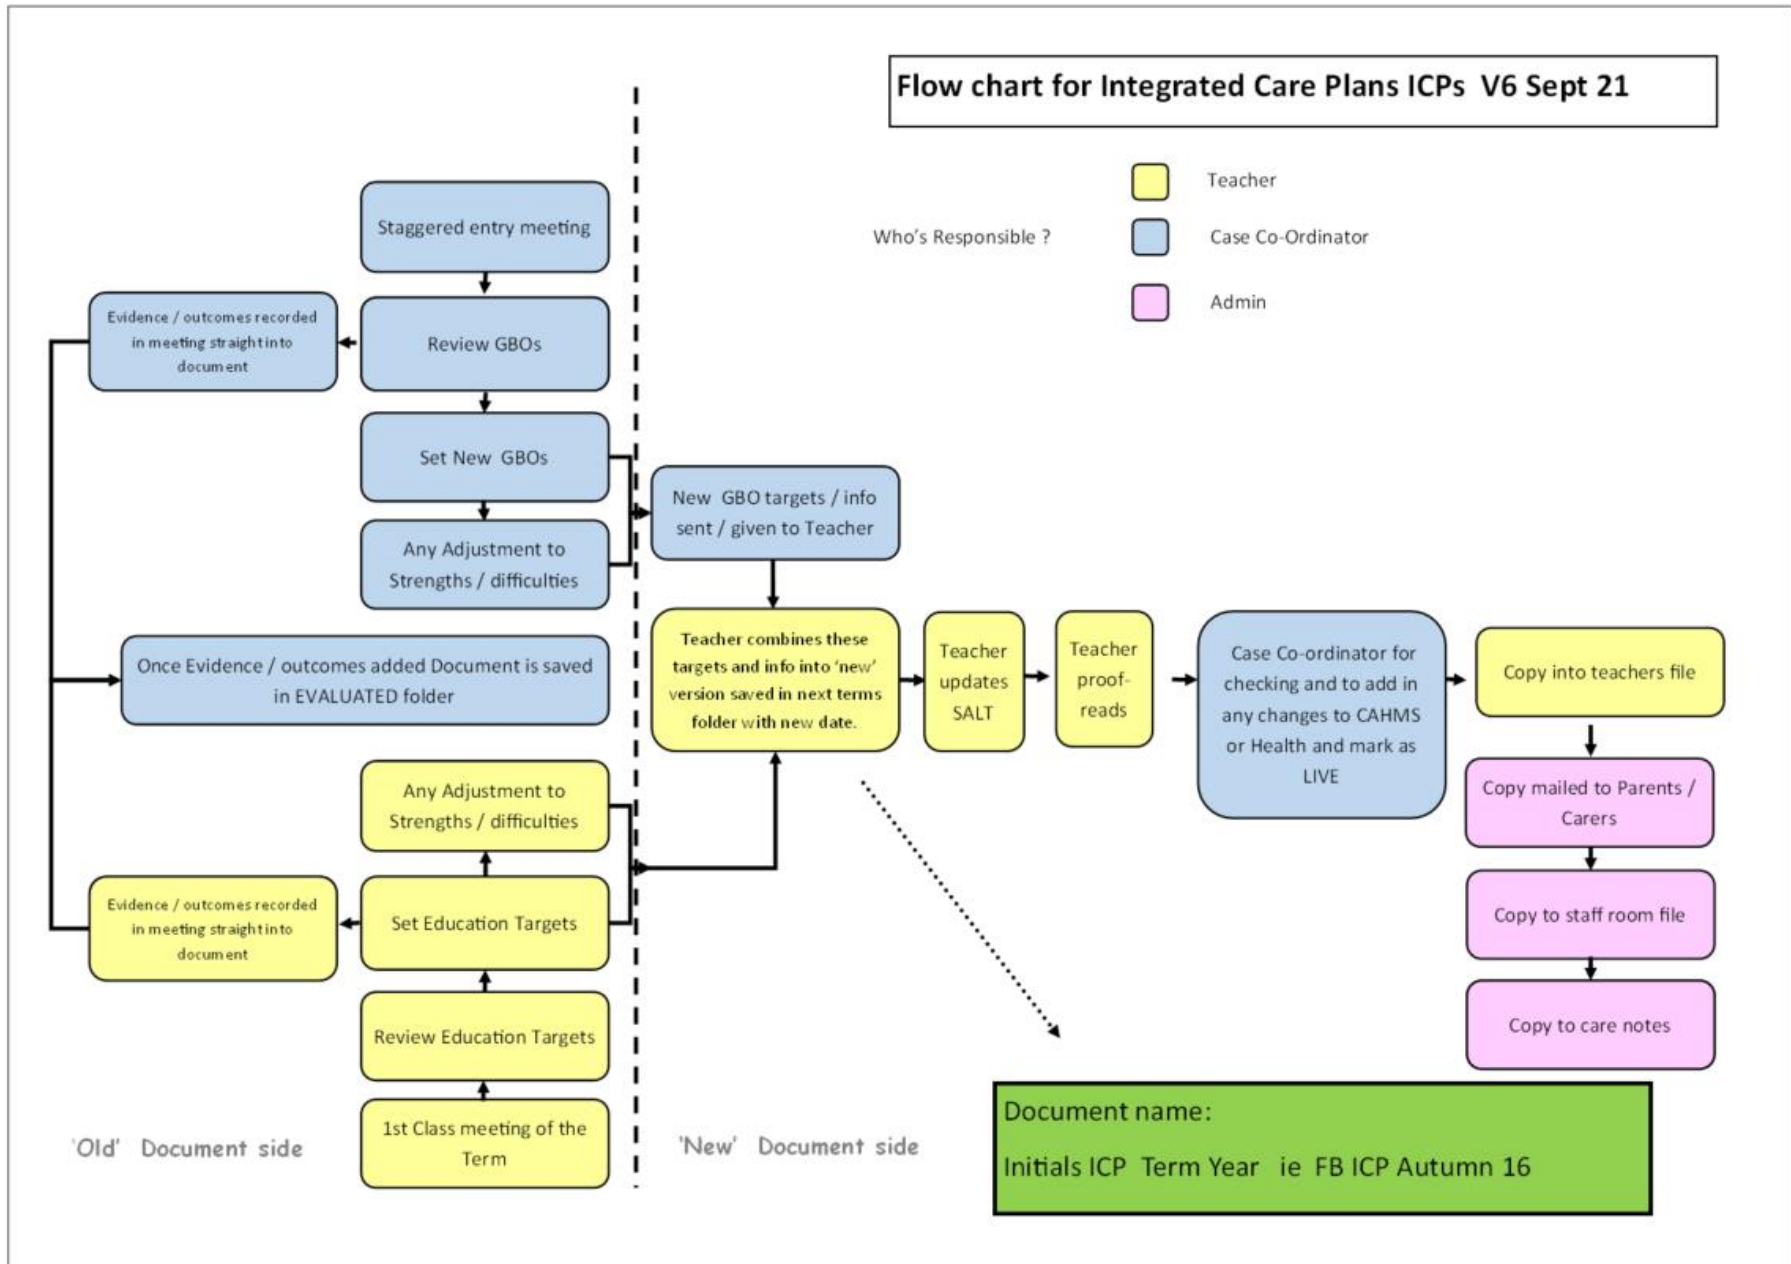 Flow chart for Integrated Care Plans ICPs V6 Sept 21
Teacher
Who's Responsible ?
Case Co-Ordinator
Admin
Staggered entry meeting
Evidence / outcomes recorded
in meeting straight into
document
Review GBOs
Set New GBOs
Any Adjustment to
Strengths / difficulties
New GBO targets / info
sent / given to Teacher
Once Evidence / outcomes added Document is saved
in EVALUATED folder
Teacher combines these
targets and info into 'new'
version saved in next terms
folder with new date.
Teacher
updates
SALT
Teacher
proof-
reads
Case Co-ordinator for
checking and to add in
any changes to CAHMS
or Health and mark as
LIVE
Copy into teachers file
Copy mailed to Parents /
Carers
Copy to staff room file
Copy to care notes
Any Adjustment to
Strengths / difficulties
Evidence / outcomes recorded
in meeting straight into
document
Set Education Targets
Review Education Targets
1st Class meeting of the
Term
'Old' Document side
'New' Document side
Document name:
Initials ICP Term Year ie FB ICP Autumn 16